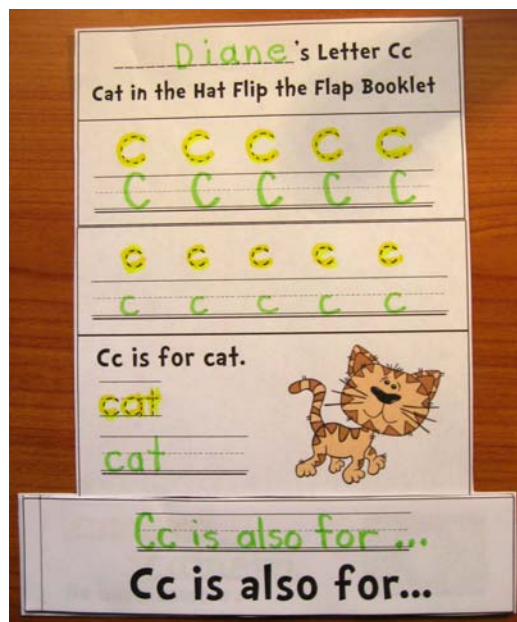 Diane's Letter Cc
Cat in the Hat Flip the Flap Booklet
C C C C C
C C C C C
c c c c c
c c c c c
Cc is for cat.
cat
cat
Cc is also for ...
Cc is also for...